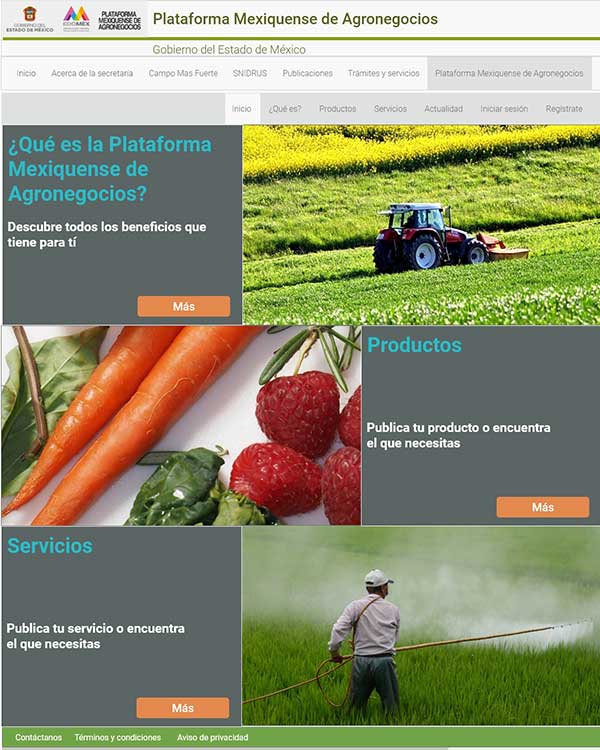 GOBIERNO DEL
ESTADO DE MÉXICO
EDOMEX
PLATAFORMA
MEXIQUENSE DE
AGRONEGOCIOS
Plataforma Mexiquense de Agronegocios
Gobierno del Estado de México
Inicio Acerca de la secretaría Campo Mas Fuerte SNIDRUS Publicaciones Trámites y servicios Plataforma Mexiquense de Agronegocios
Inicio ¿Qué es? Productos Servicios Actualidad Iniciar sesión Regístrate
¿Qué es la Plataforma
Mexiquense de
Agronegocios?
Descubre todos los beneficios que
tiene para tí
Más
Productos
Publica tu producto o encuentra
el que necesitas
Más
Servicios
Publica tu servicio o encuentra
el que necesitas
Más
Contáctanos Términos y condiciones Aviso de privacidad